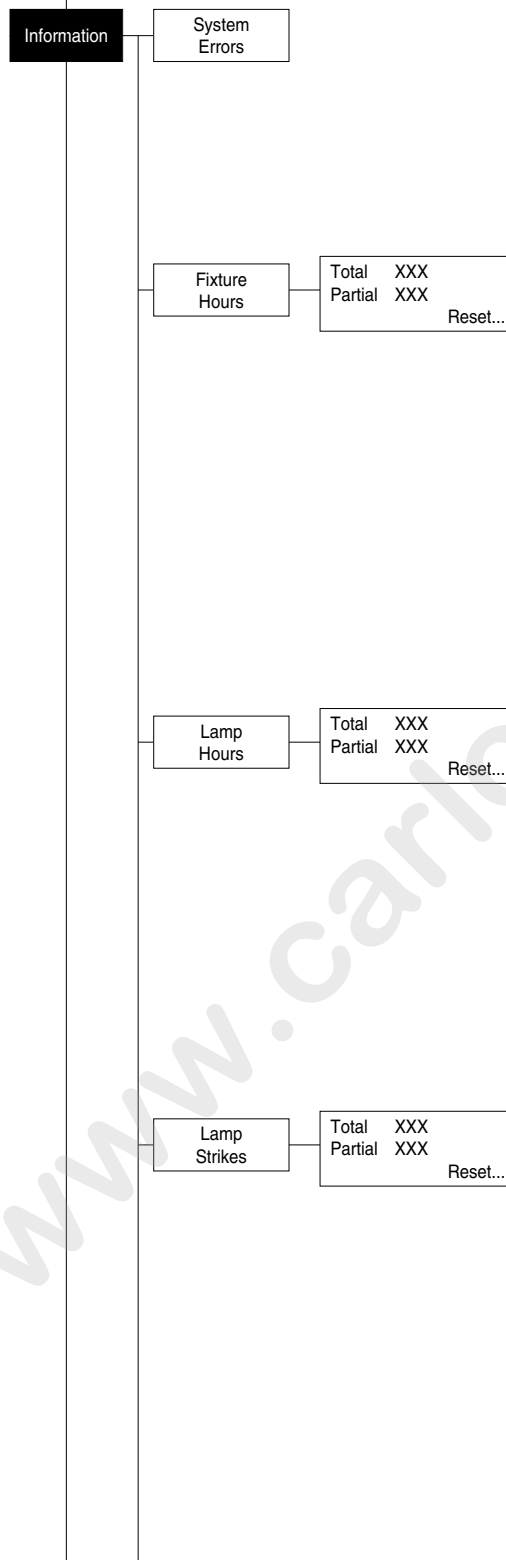 Information
System
Errors
Fixture
Hours
Total XXX
Partial XXX
Reset...
Lamp
Hours
Total XXX
Partial XXX
Reset...
Lamp
Strikes
Total XXX
Partial XXX
Reset...
www.carlo